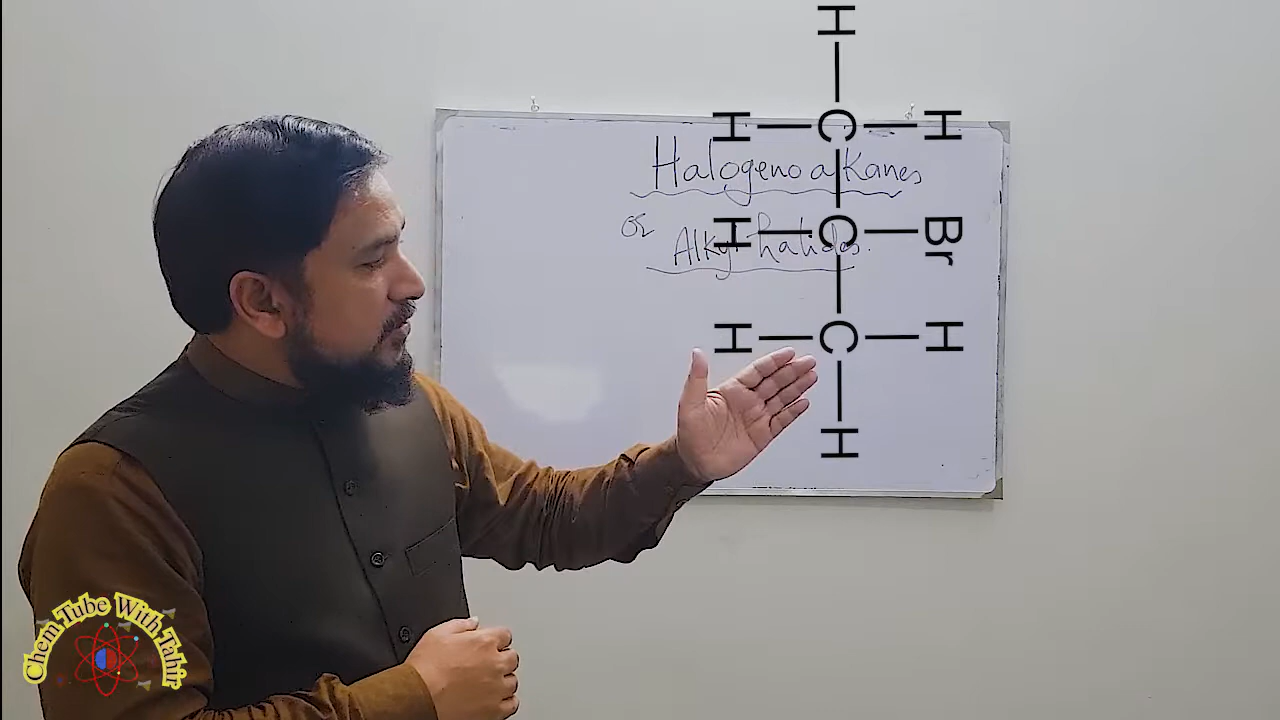 H
H C H
Halogenoalkanes
or
H C Br
Alkyl halides.
H C H
H
Chem Tube With Tahir